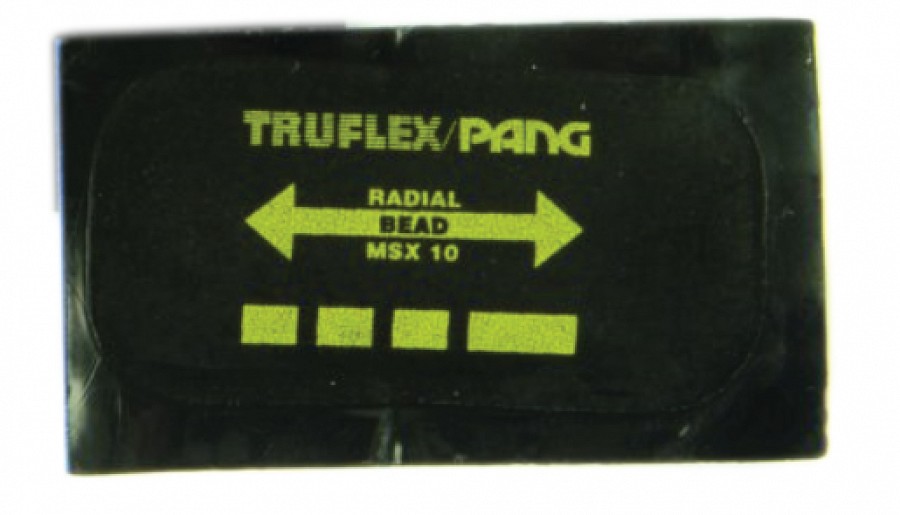 TRUFLEX/PANG
RADIAL
BEAD
MSX 10